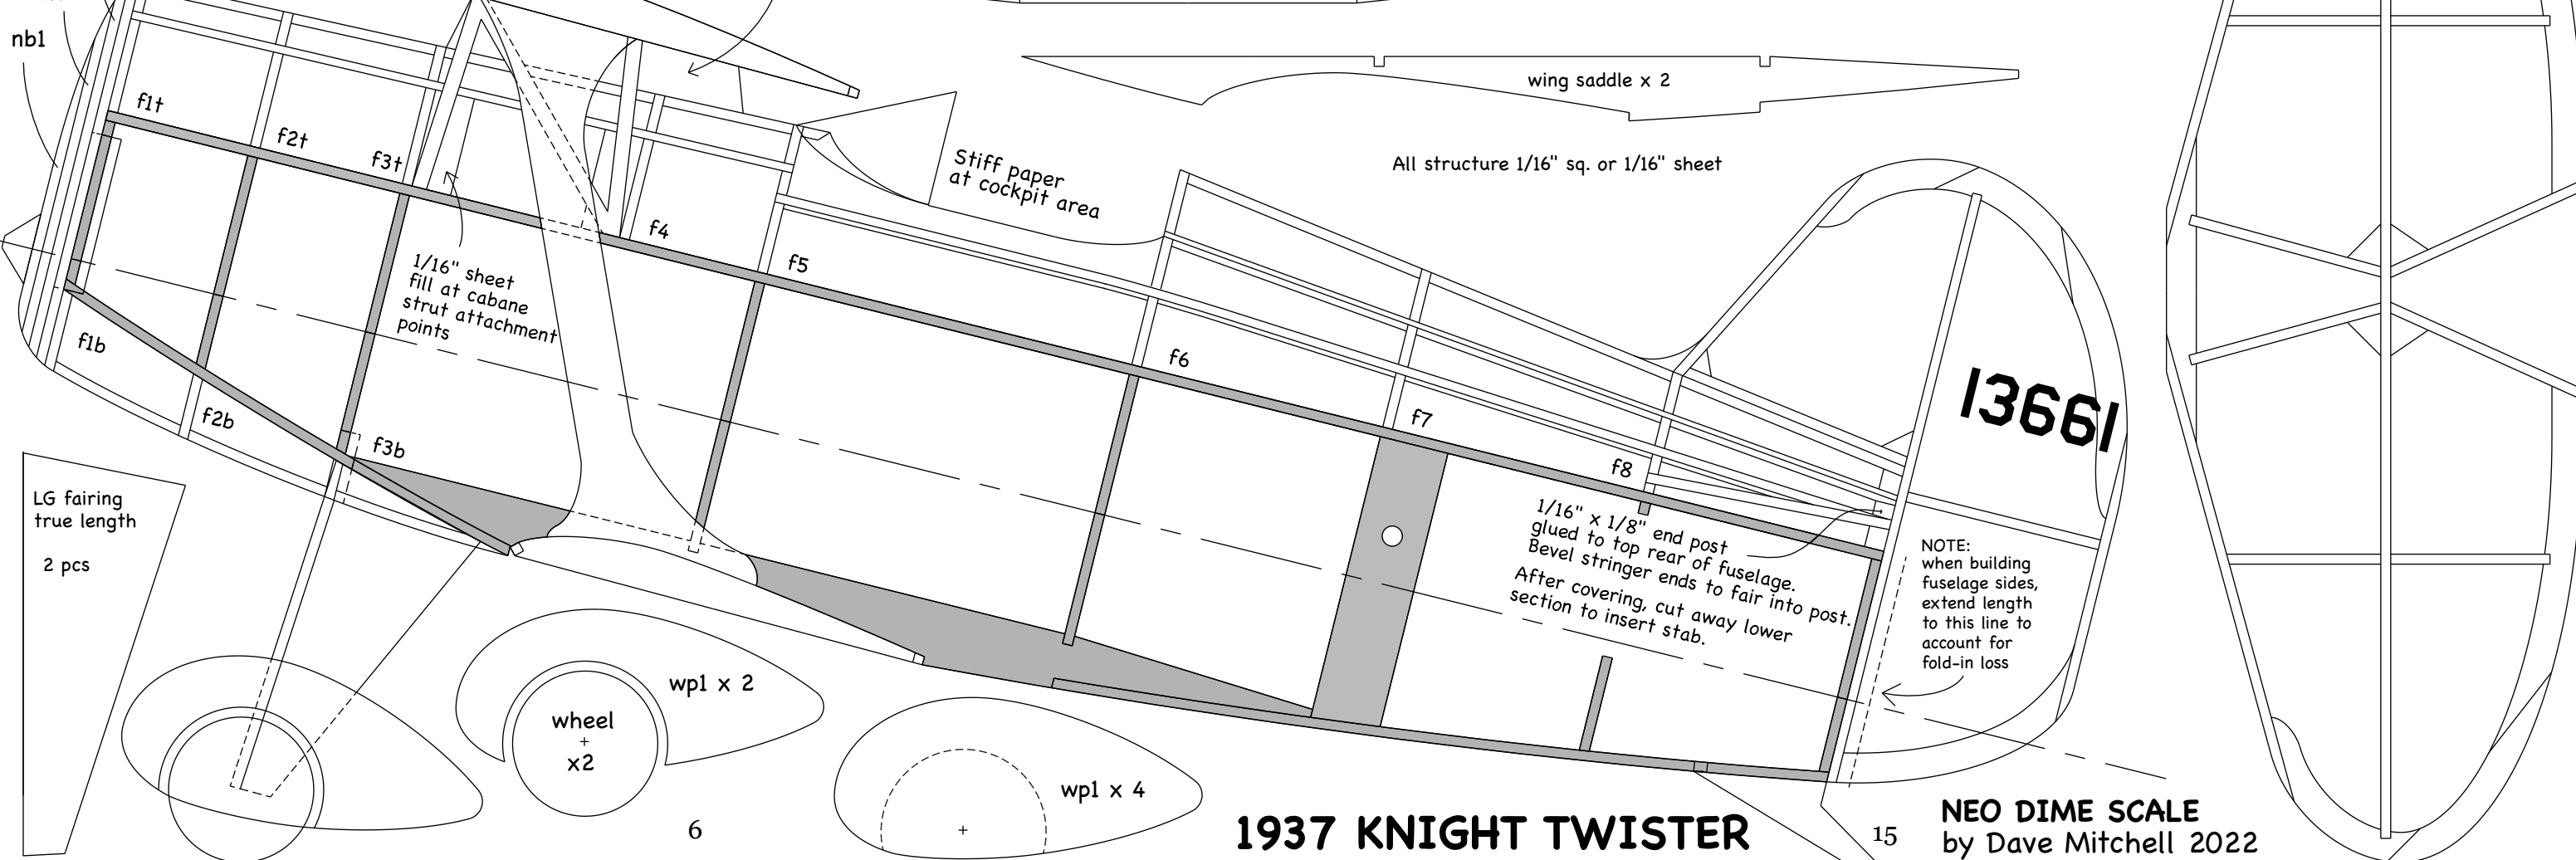 nb1
f1t
f2t
f3t
f4
f5
f6
f7
f8
f1b
f2b
f3b
wing saddle x 2
All structure 1/16" sq. or 1/16" sheet
Stiff paper
at cockpit area
1/16" sheet
fill at cabane
strut attachment
points
13661
1/16" x 1/8" end post
glued to top rear of fuselage.
Bevel stringer ends to fair into post.
After covering, cut away lower
section to insert stab.
NOTE:
when building
fuselage sides,
extend length
to this line to
account for
fold-in loss
LG fairing
true length
2 pcs
wp1 x 2
wheel
+
x2
wp1 x 4
+
6
1937 KNIGHT TWISTER
15
NEO DIME SCALE
by Dave Mitchell 2022